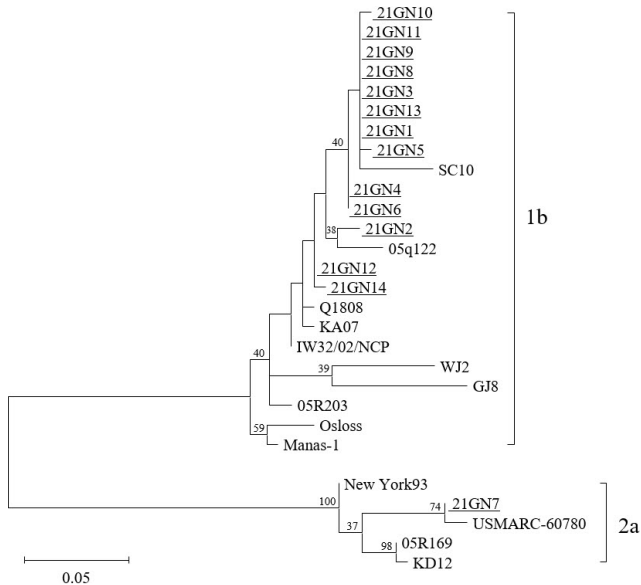 21GN10
21GN11
21GN9
21GN8
21GN3
21GN13
21GN1
40
21GN5
SC10
21GN4
21GN6
1b
38
21GN2
05q122
21GN12
21GN14
Q1808
KA07
IW32/02/NCP
40
39
WJ2
GJ8
05R203
59
Osloss
Manas-1
New York93
100
74
21GN7
2a
37
USMARC-60780
98
05R169
KD12
0.05